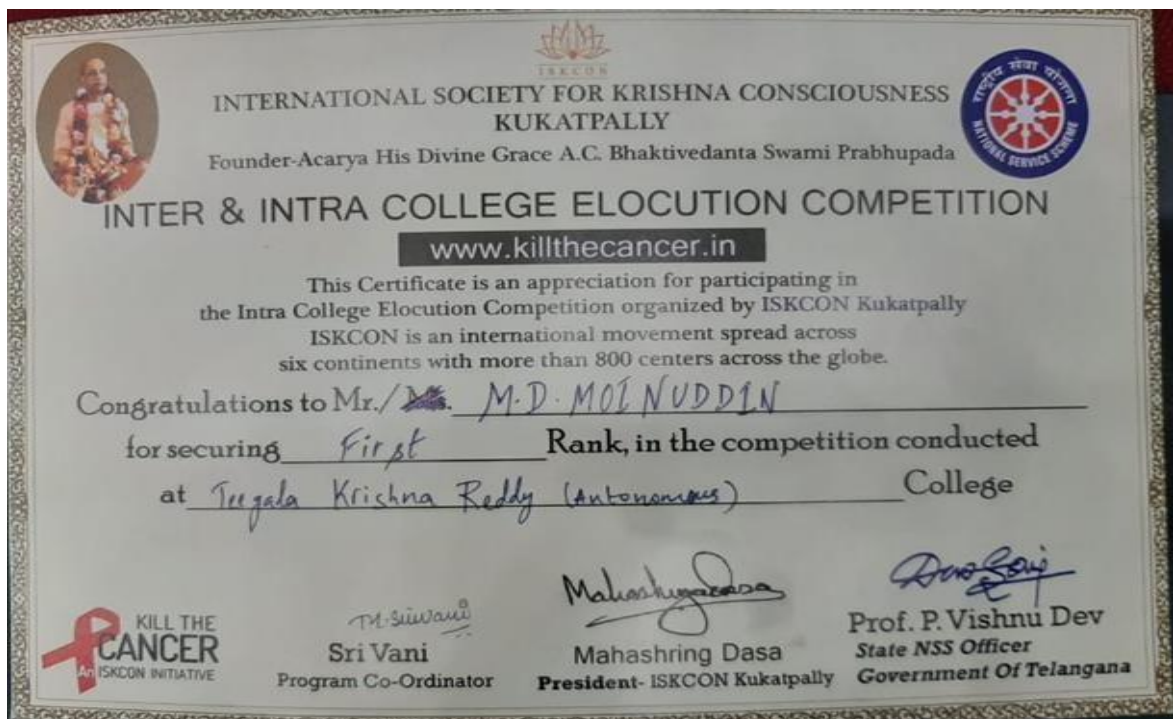 ISKCON
INTERNATIONAL SOCIETY FOR KRISHNA CONSCIOUSNESS
KUKATPALLY
Founder-Acarya His Divine Grace A.C. Bhaktivedanta Swami Prabhupada
राष्ट्रीय सेवा योजना
NATIONAL SERVICE SCHEME
INTER & INTRA COLLEGE ELOCUTION COMPETITION
www.killthecancer.in
This Certificate is an appreciation for participating in
the Intra College Elocution Competition organized by ISKCON Kukatpally
ISKCON is an international movement spread across
six continents with more than 800 centers across the globe.
Congratulations to Mr./ M.D. MOINUDDIN
for securing First Rank, in the competition conducted
at Teegala Krishna Reddy (Autonomous) College
KILL THE
CANCER
An ISKCON INITIATIVE
Sri Vani
Program Co-Ordinator
Mahashringadasa
Mahashring Dasa
President- ISKCON Kukatpally
Prof. P. Vishnu Dev
State NSS Officer
Government Of Telangana